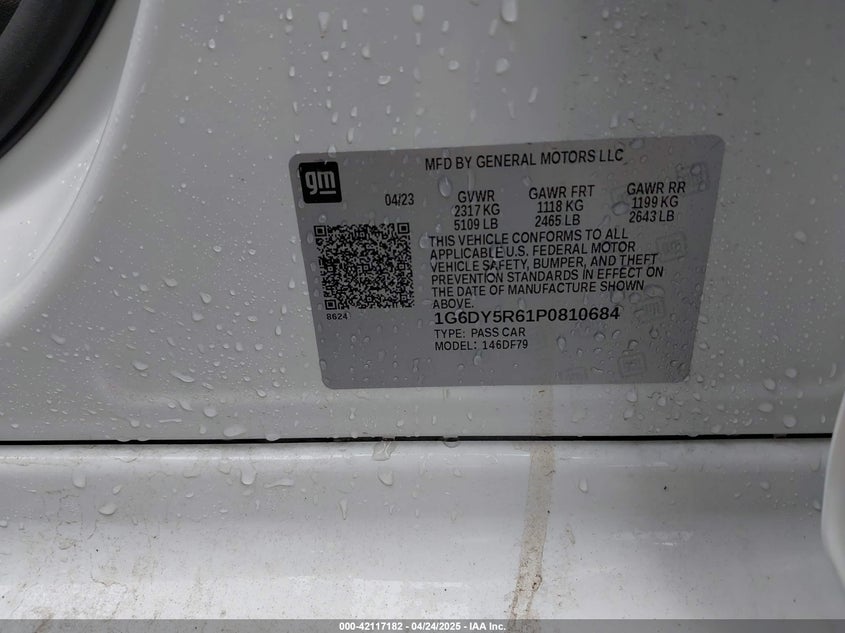 gm
MFD BY GENERAL MOTORS LLC
04/23
GVWR
2317 KG
5109 LB
GAWR FRT
1118 KG
2465 LB
GAWR RR
1199 KG
2643 LB
THIS VEHICLE CONFORMS TO ALL
APPLICABLE U.S. FEDERAL MOTOR
VEHICLE SAFETY, BUMPER, AND THEFT
PREVENTION STANDARDS IN EFFECT ON
THE DATE OF MANUFACTURE SHOWN
ABOVE.
8624
1G6DY5R61P0810684
TYPE: PASS CAR
MODEL: 146DF79
000-42117182 - 04/24/2025 - IAA Inc.